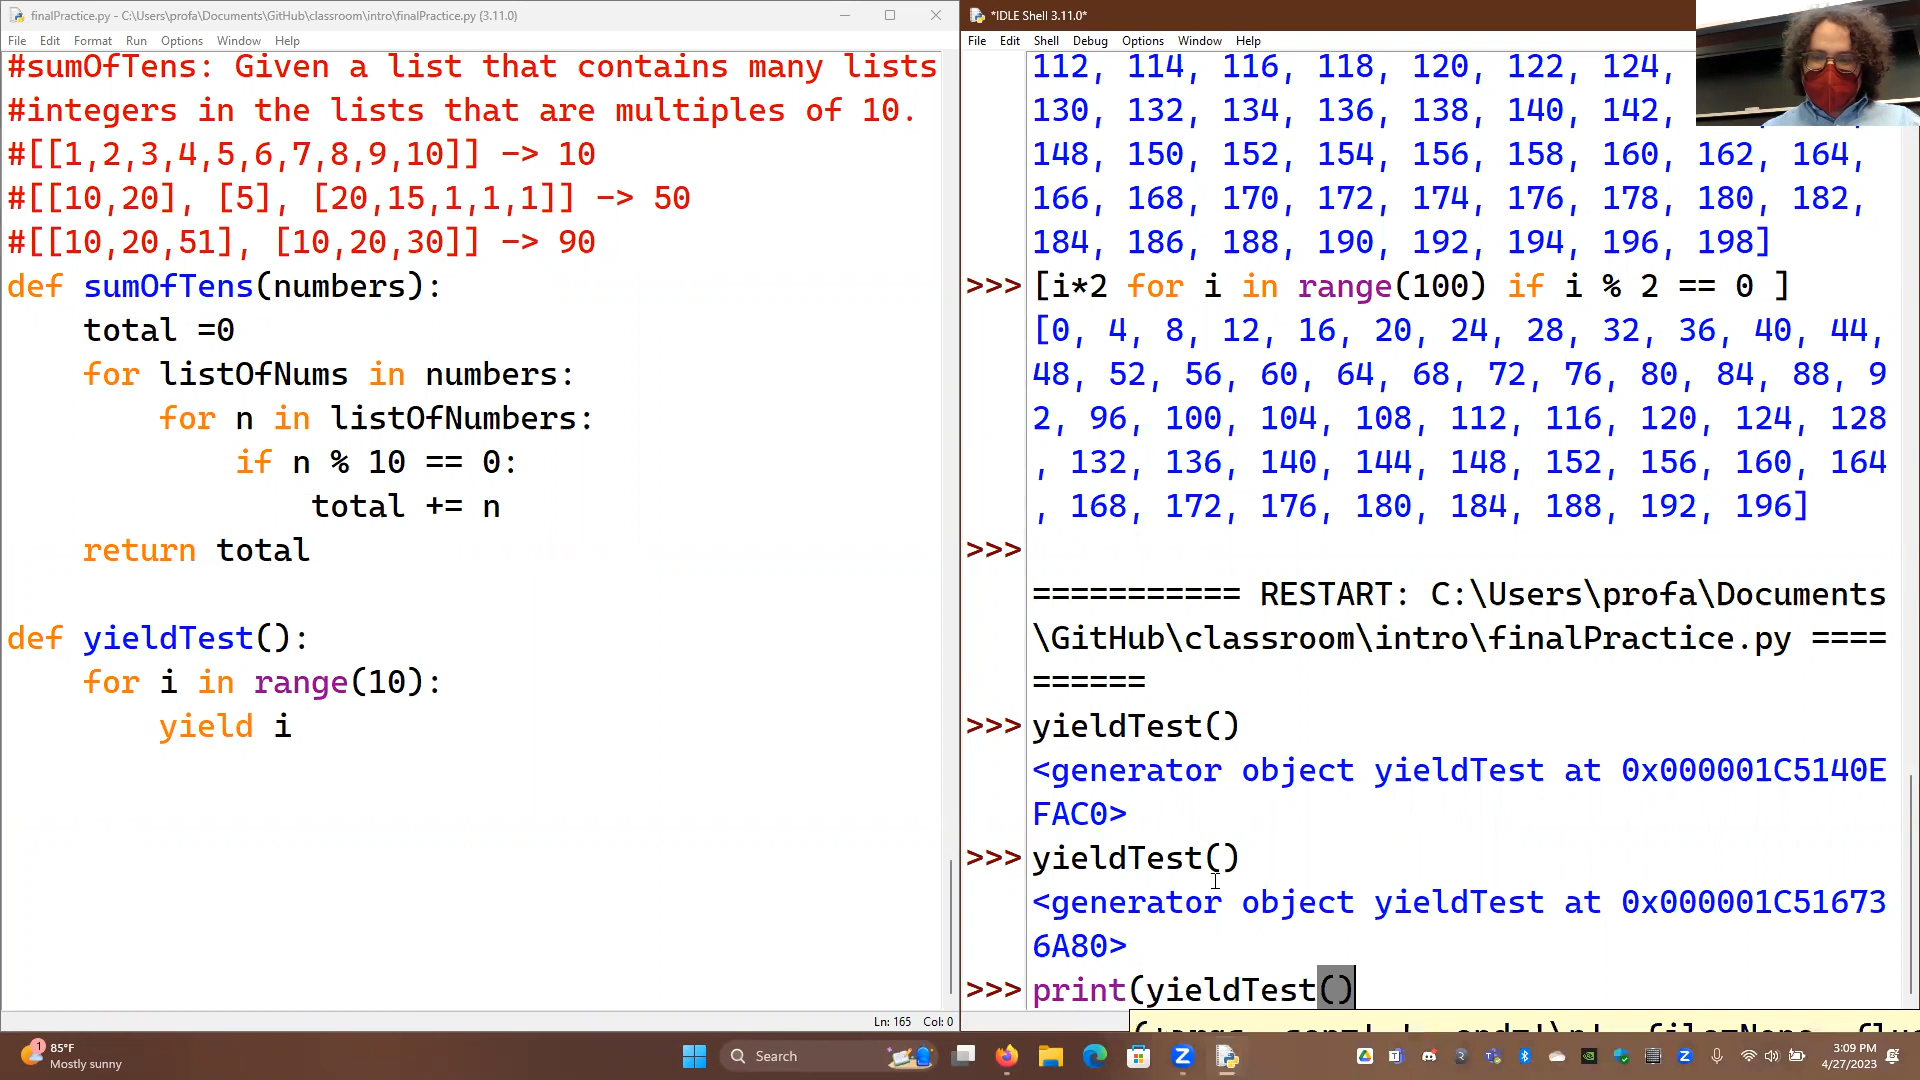 finalPractice.py - C:\Users\profa\Documents\GitHub\classroom\intro\finalPractice.py (3.11.0)
File Edit Format Run Options Window Help
#sumOfTens: Given a list that contains many lists
#integers in the lists that are multiples of 10.
#[[1,2,3,4,5,6,7,8,9,10]] -> 10
#[[10,20], [5], [20,15,1,1,1]] -> 50
#[[10,20,51], [10,20,30]] -> 90
def sumOfTens(numbers):
    total =0
    for listOfNums in numbers:
        for n in listOfNumbers:
            if n % 10 == 0:
                total += n
    return total
def yieldTest():
    for i in range(10):
        yield i
Ln: 165 Col: 0
*IDLE Shell 3.11.0*
File Edit Shell Debug Options Window Help
112, 114, 116, 118, 120, 122, 124,
130, 132, 134, 136, 138, 140, 142,
148, 150, 152, 154, 156, 158, 160, 162, 164,
166, 168, 170, 172, 174, 176, 178, 180, 182,
184, 186, 188, 190, 192, 194, 196, 198]
>>> [i*2 for i in range(100) if i % 2 == 0 ]
[0, 4, 8, 12, 16, 20, 24, 28, 32, 36, 40, 44,
48, 52, 56, 60, 64, 68, 72, 76, 80, 84, 88, 9
2, 96, 100, 104, 108, 112, 116, 120, 124, 128
, 132, 136, 140, 144, 148, 152, 156, 160, 164
, 168, 172, 176, 180, 184, 188, 192, 196]
>>>
=========== RESTART: C:\Users\profa\Documents
\GitHub\classroom\intro\finalPractice.py ====
======
>>> yieldTest()
<generator object yieldTest at 0x000001C5140E
FAC0>
>>> yieldTest()
<generator object yieldTest at 0x000001C51673
6A80>
>>> print(yieldTest()
1
85°F
Mostly sunny
Search
3:09 PM
4/27/2023